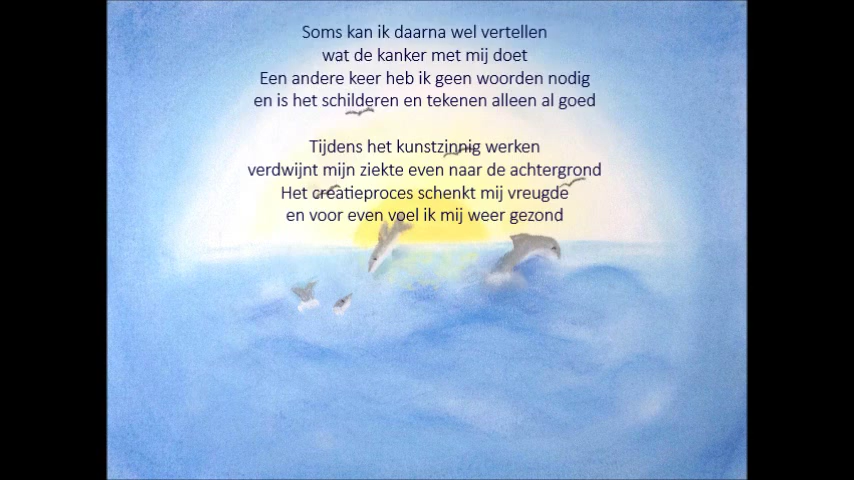 Soms kan ik daarna wel vertellen
wat de kanker met mij doet
Een andere keer heb ik geen woorden nodig
en is het schilderen en tekenen alleen al goed
Tijdens het kunstzinnig werken
verdwijnt mijn ziekte even naar de achtergrond
Het creatieproces schenkt mij vreugde
en voor even voel ik mij weer gezond